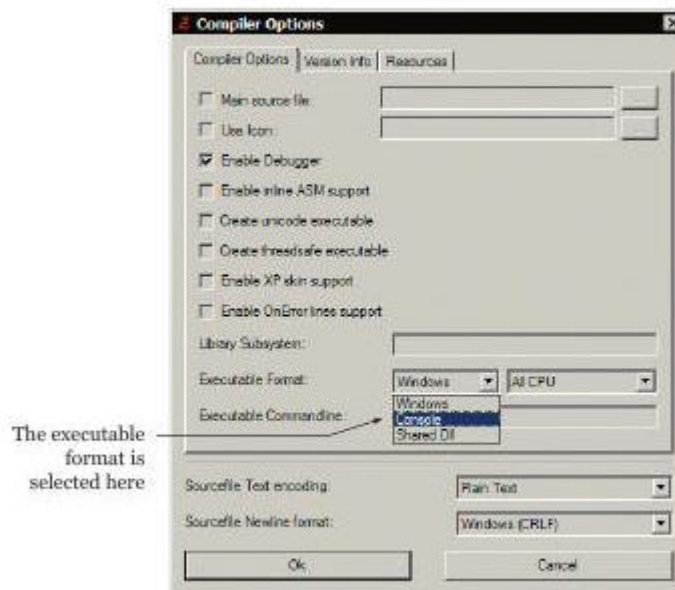 Compiler Options
Compiler Options Version Info Resources
Main source file:
...
Use Icon:
...
Enable Debugger
Enable inline ASM support
Create unicode executable
Create threadsafe executable
Enable XP skin support
Enable OnError lines support
Library Subsystem:
Executable Format: Windows All CPU
Windows
Executable Commandline: Console
Shared Dll
The executable
format is
selected here
Sourcefile Text encoding: Plain Text
Sourcefile Newline format: Windows (CRLF)
Ok Cancel